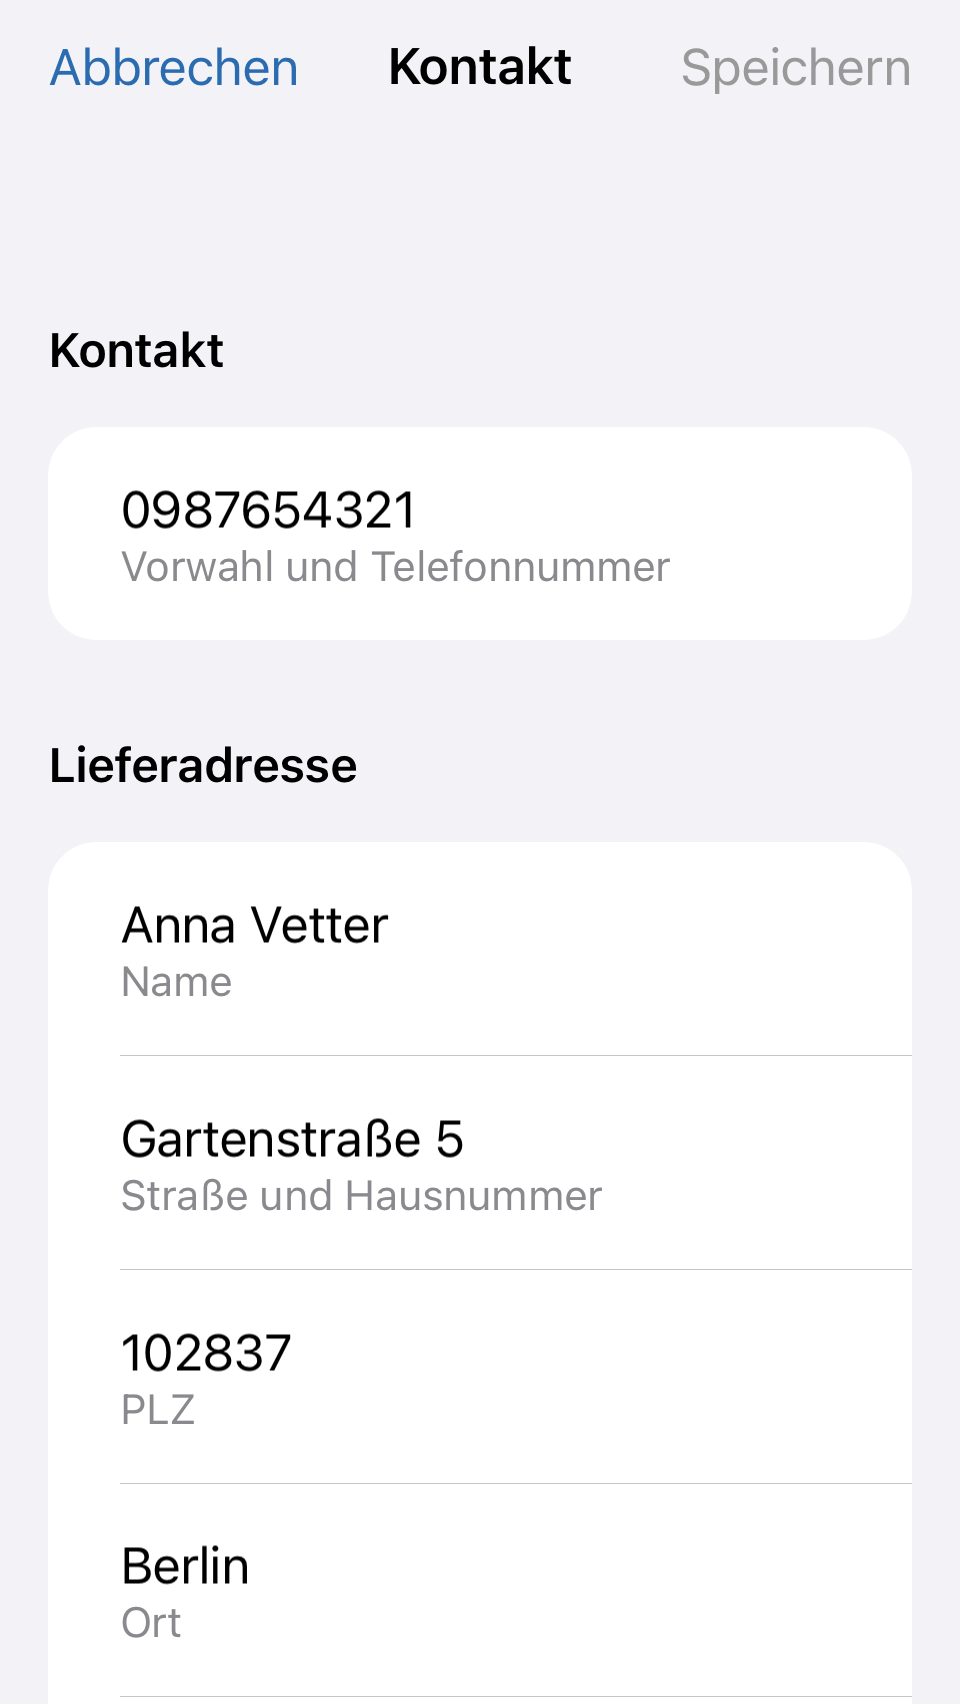 Abbrechen Kontakt Speichern
Kontakt
0987654321
Vorwahl und Telefonnummer
Lieferadresse
Anna Vetter
Name
Gartenstraße 5
Straße und Hausnummer
102837
PLZ
Berlin
Ort